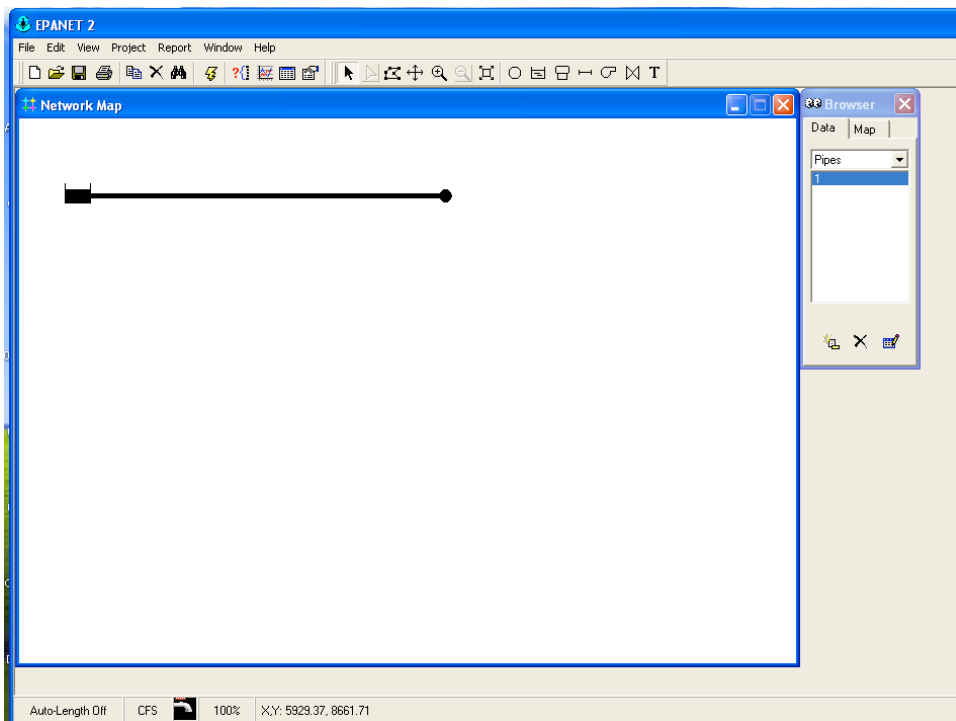 EPANET 2
File Edit View Project Report Window Help
T
Network Map
Browser
Data Map
Pipes
1
Auto-Length Off CFS 100% X,Y: 5929.37, 8661.71